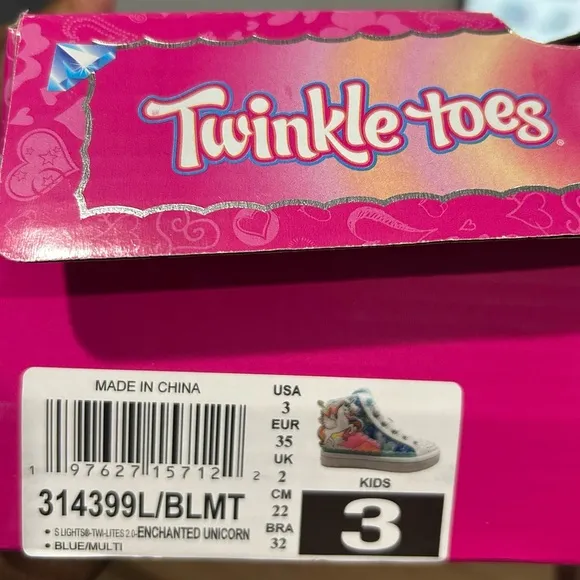 Twinkle toes®
MADE IN CHINA
1 97627 15712 2
314399L/BLMT
• S LIGHTS®-TWI-LITES 2.0-ENCHANTED UNICORN
• BLUE/MULTI
USA
3
EUR
35
UK
2
CM
22
BRA
32
KIDS
3